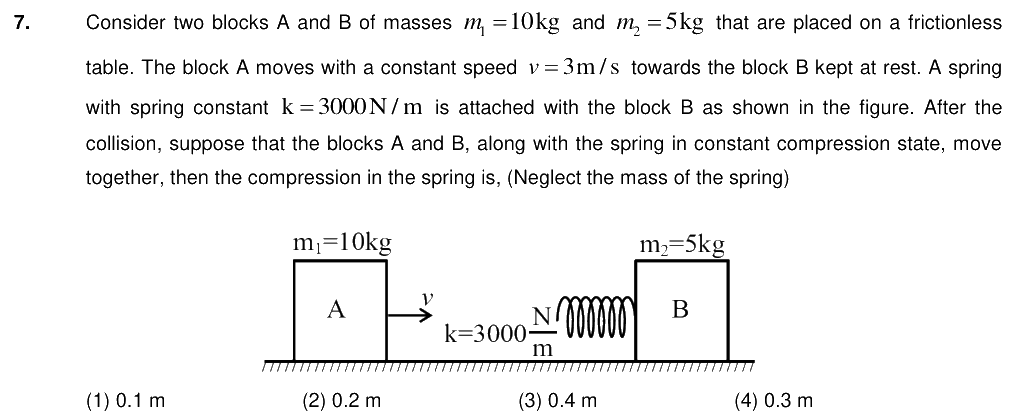 7. Consider two blocks A and B of masses m₁ = 10kg and m₂ = 5kg that are placed on a frictionless
table. The block A moves with a constant speed v = 3m/s towards the block B kept at rest. A spring
with spring constant k = 3000N/m is attached with the block B as shown in the figure. After the
collision, suppose that the blocks A and B, along with the spring in constant compression state, move
together, then the compression in the spring is, (Neglect the mass of the spring)
m₁=10kg
m₂=5kg
A
v
k=3000 N/m
B
(1) 0.1 m (2) 0.2 m (3) 0.4 m (4) 0.3 m